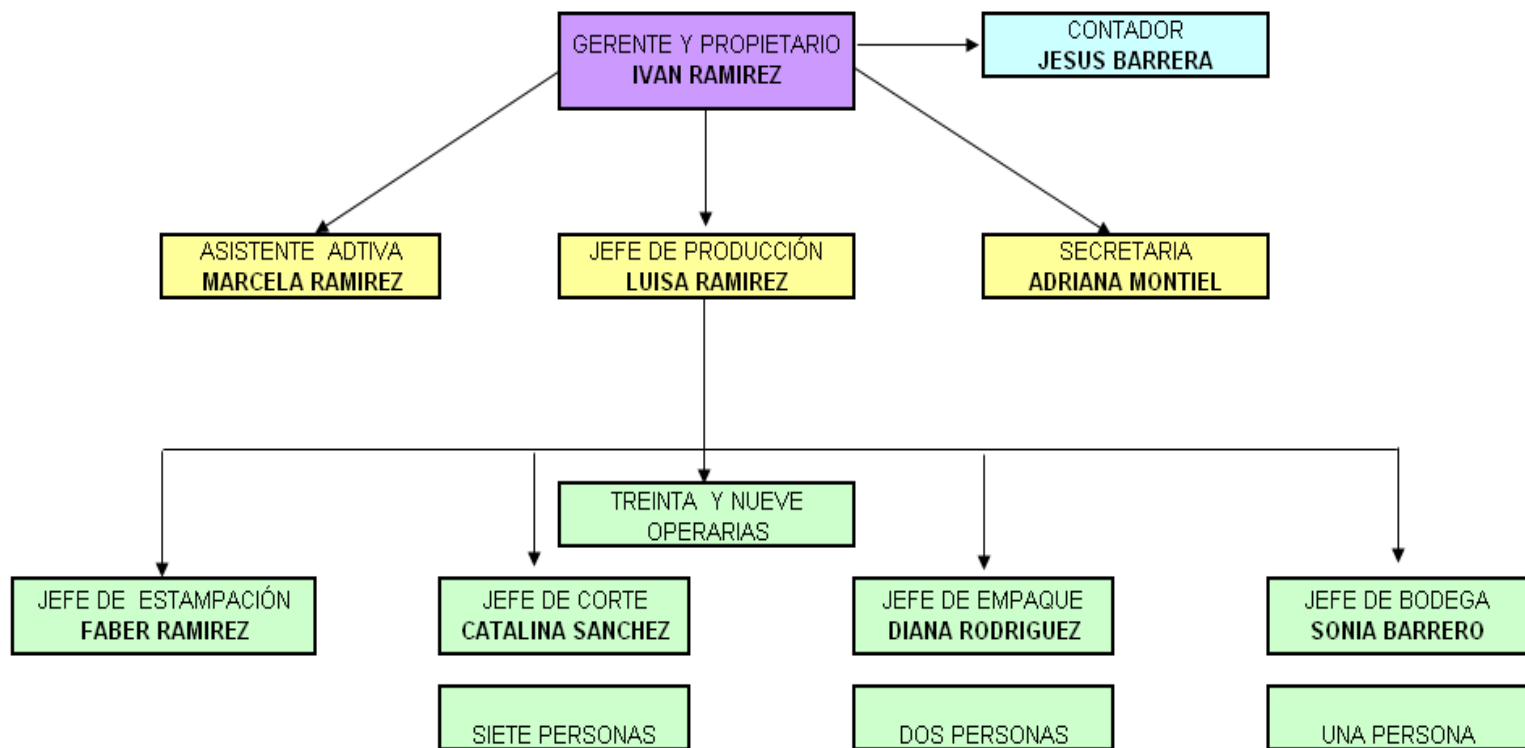 GERENTE Y PROPIETARIO
IVAN RAMIREZ
CONTADOR
JESUS BARRERA
ASISTENTE ADTIVA
MARCELA RAMIREZ
JEFE DE PRODUCCIÓN
LUISA RAMIREZ
SECRETARIA
ADRIANA MONTIEL
TREINTA Y NUEVE
OPERARIAS
JEFE DE ESTAMPACIÓN
FABER RAMIREZ
JEFE DE CORTE
CATALINA SANCHEZ
JEFE DE EMPAQUE
DIANA RODRIGUEZ
JEFE DE BODEGA
SONIA BARRERO
SIETE PERSONAS
DOS PERSONAS
UNA PERSONA